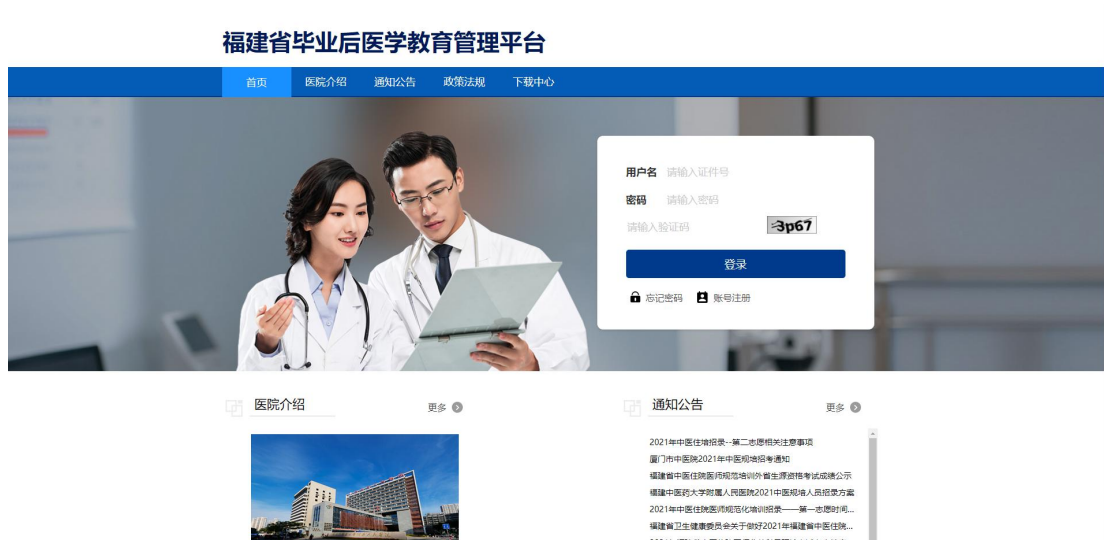 福建省毕业后医学教育管理平台
首页 医院介绍 通知公告 政策法规 下载中心
用户名 请输入证件号
密码 请输入密码
请输入验证码 3p67
登录
忘记密码 账号注册
医院介绍 更多
通知公告 更多
2021年中医住培招录--第二志愿相关注意事项
厦门市中医院2021年中医规培招考通知
福建省中医住院医师规范培训外省生源资格考试成绩公示
福建中医药大学附属人民医院2021中医规培人员招录方案
2021年中医住院医师规范化培训招录——第一志愿时间...
福建省卫生健康委员会关于做好2021年福建省中医住院...